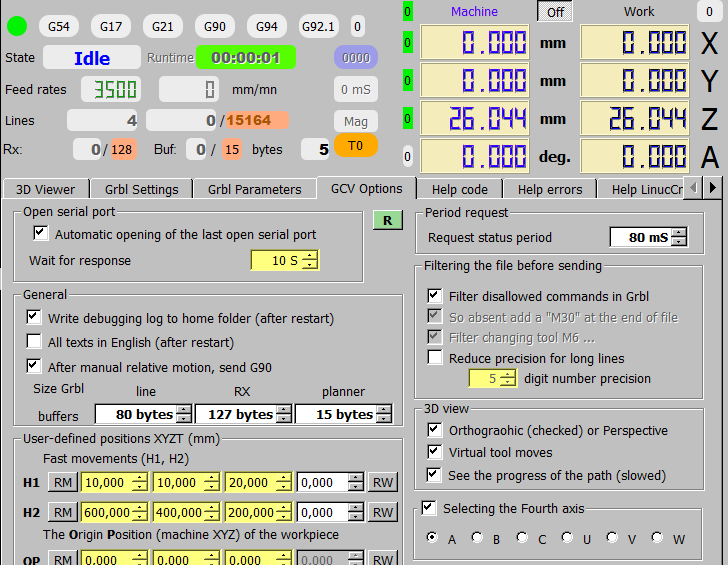 G54 G17 G21 G90 G94 G92.1 0
State Idle Runtime 00:00:01 0000
Feed rates 3500 0 mm/mn 0 mS
Lines 4 0 / 15164 Mag
Rx: 0 / 128 Buf: 0 / 15 bytes 5 T0
0 Machine Off Work 0
0.000 mm 0.000 X
0 0.000 mm 0.000 Y
0 26.044 mm 26.044 Z
0 0.000 deg. 0.000 A
3D Viewer Grbl Settings Grbl Parameters GCV Options Help code Help errors Help LinucCr
Open serial port
Automatic opening of the last open serial port
R
Wait for response 10 S
General
Write debugging log to home folder (after restart)
All texts in English (after restart)
After manual relative motion, send G90
Size Grbl line RX planner
buffers 80 bytes 127 bytes 15 bytes
User-defined positions XYZT (mm)
Fast movements (H1, H2)
H1 RM 10,000 10,000 20,000 0,000 RW
H2 RM 600,000 400,000 200,000 0,000 RW
The Origin Position (machine XYZ) of the workpiece
OP RM 0,000 0,000 0,000 0,000 RW
Period request
Request status period 80 mS
Filtering the file before sending
Filter disallowed commands in Grbl
So absent add a "M30" at the end of file
Filter changing tool M6 ...
Reduce precision for long lines
5 digit number precision
3D view
Orthograohic (checked) or Perspective
Virtual tool moves
See the progress of the path (slowed)
Selecting the Fourth axis
A B C U V W